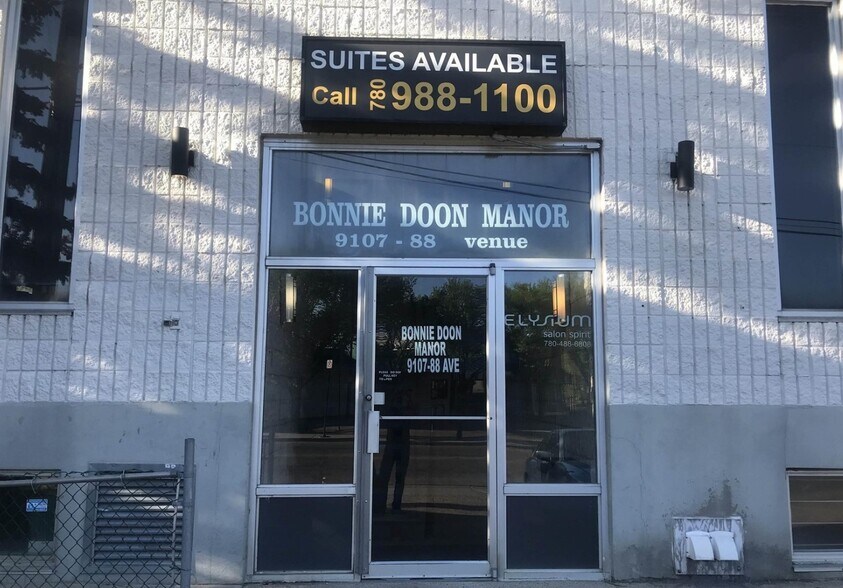 SUITES AVAILABLE
Call 780 988-1100
BONNIE DOON MANOR
9107 - 88 venue
BONNIE DOON
MANOR
9107-88 AVE
ELYSIUM
salon spirit